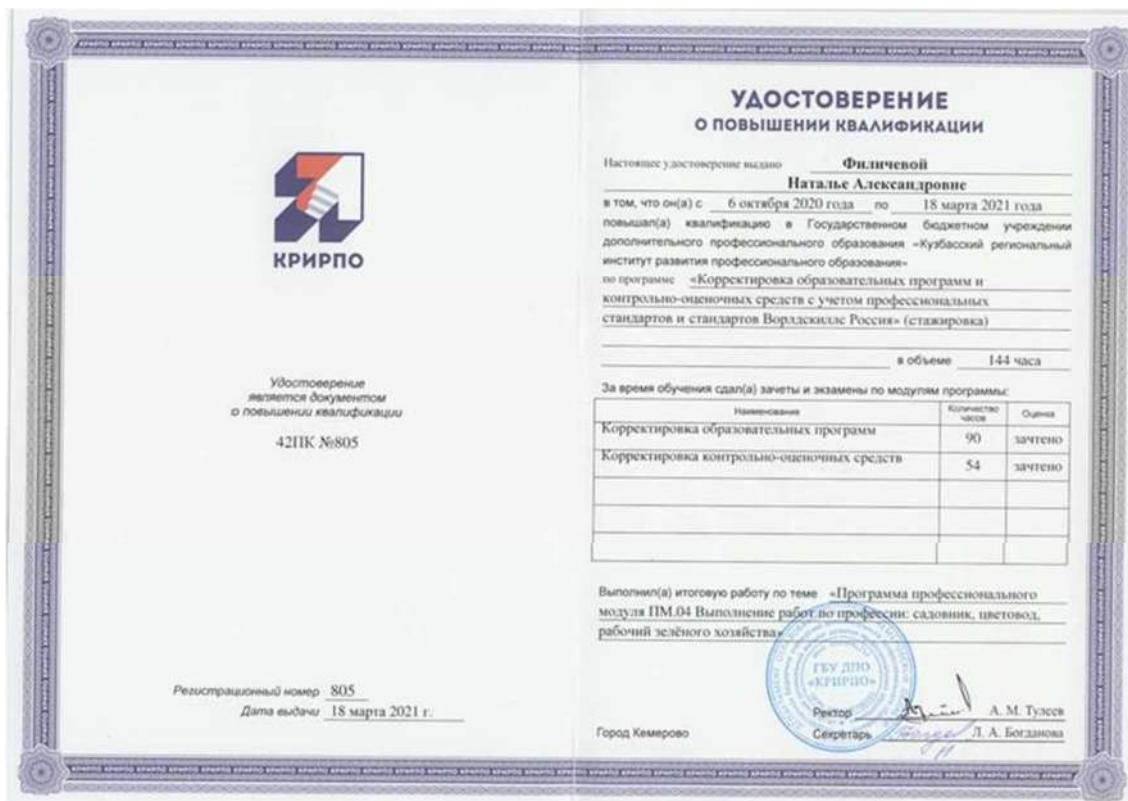 КРИРПО
Удостоверение
является документом
о повышении квалификации
42ПК №805
Регистрационный номер 805
Дата выдачи 18 марта 2021 г.
УДОСТОВЕРЕНИЕ
О ПОВЫШЕНИИ КВАЛИФИКАЦИИ
Настоящее удостоверение выдано Филичевой
Наталье Александровне
в том, что он(а) с 6 октября 2020 года по 18 марта 2021 года
повышал(а) квалификацию в Государственном бюджетном учреждении
дополнительного профессионального образования «Кузбасский региональный
институт развития профессионального образования»
по программе «Корректировка образовательных программ и
контрольно-оценочных средств с учетом профессиональных
стандартов и стандартов Ворлдскиллс Россия» (стажировка)
в объеме 144 часа
За время обучения сдал(а) зачеты и экзамены по модулям программы:
Наименование Количество часов Оценка
Корректировка образовательных программ 90 зачтено
Корректировка контрольно-оценочных средств 54 зачтено
Выполнил(а) итоговую работу по теме «Программа профессионального
модуля ПМ.04 Выполнение работ по профессии: садовник, цветовод,
рабочий зелёного хозяйства»
ГБУ ДПО
«КРИРПО»
Ректор А. М. Тулеев
Город Кемерово Секретарь Л. А. Богданова